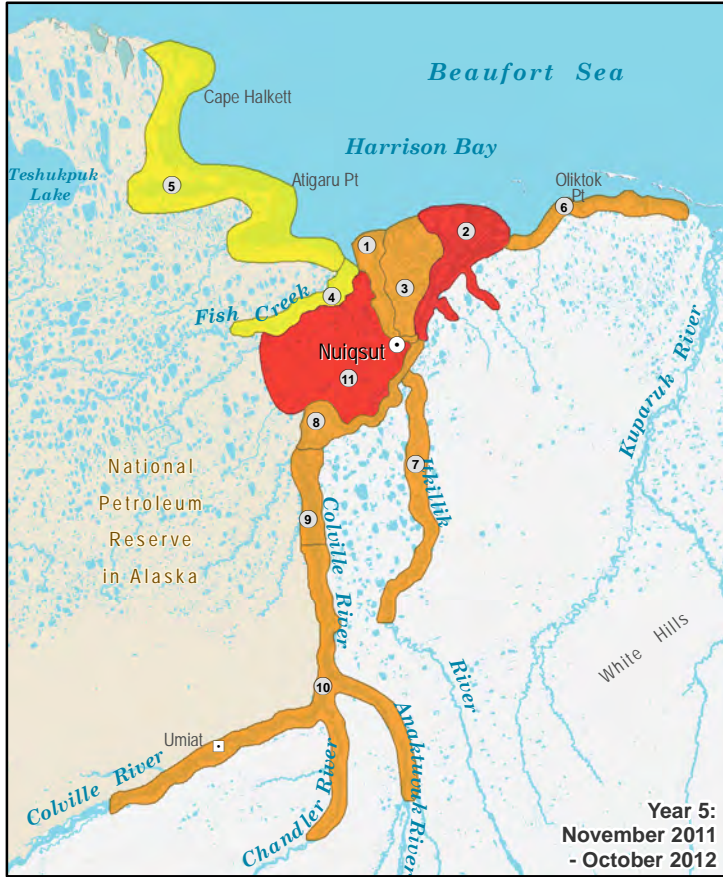 Beaufort Sea
Cape Halkett
Harrison Bay
Teshukpuk
Lake
Atigaru Pt
Oliktok
Pt
5
6
1
2
3
4
Fish Creek
Nuiqsut
11
8
7
Itkillik
River
Kuparuk River
National
Petroleum
Reserve
in Alaska
9
Colville River
White Hills
10
Umiat
Colville River
Chandler River
Anaktuvuk River
Year 5:
November 2011
- October 2012